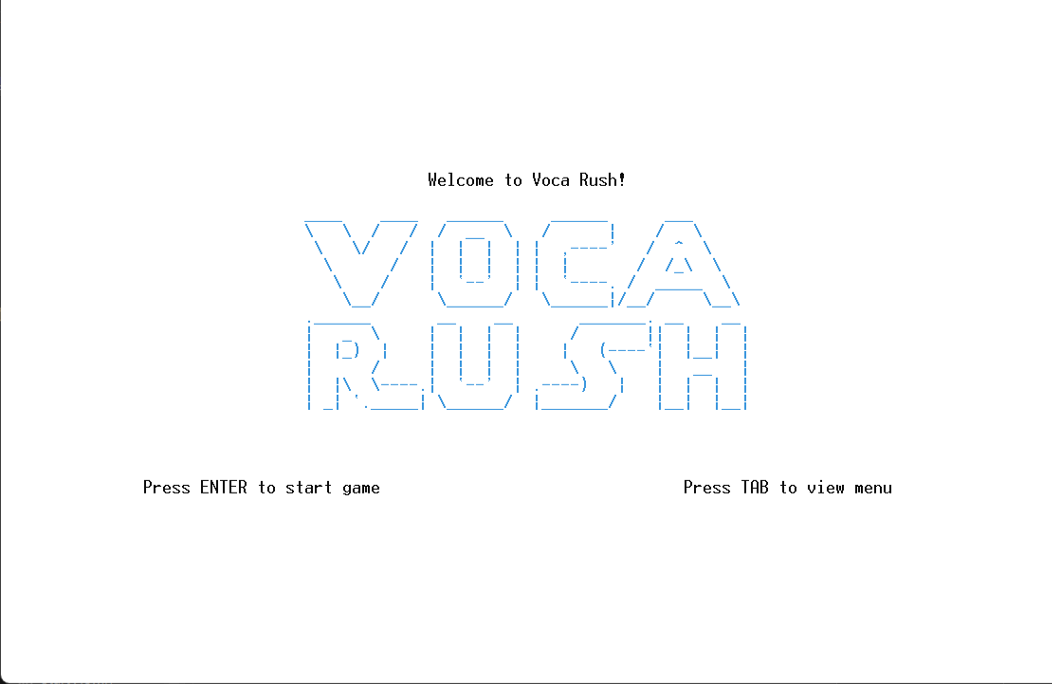 Welcome to Voca Rush!
VOCA
RUSH
Press ENTER to start game
Press TAB to view menu